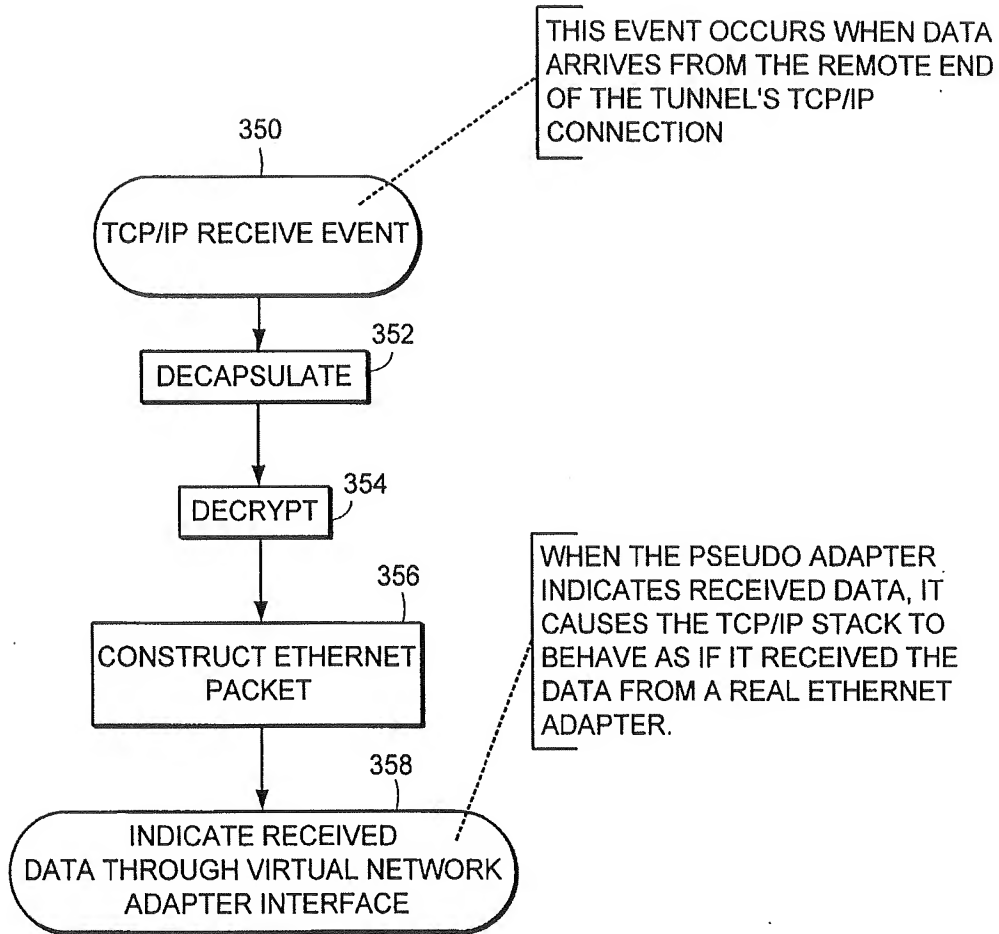 THIS EVENT OCCURS WHEN DATA
ARRIVES FROM THE REMOTE END
OF THE TUNNEL'S TCP/IP
CONNECTION
350
TCP/IP RECEIVE EVENT
352
DECAPSULATE
354
DECRYPT
356
CONSTRUCT ETHERNET
PACKET
WHEN THE PSEUDO ADAPTER
INDICATES RECEIVED DATA, IT
CAUSES THE TCP/IP STACK TO
BEHAVE AS IF IT RECEIVED THE
DATA FROM A REAL ETHERNET
ADAPTER.
358
INDICATE RECEIVED
DATA THROUGH VIRTUAL NETWORK
ADAPTER INTERFACE